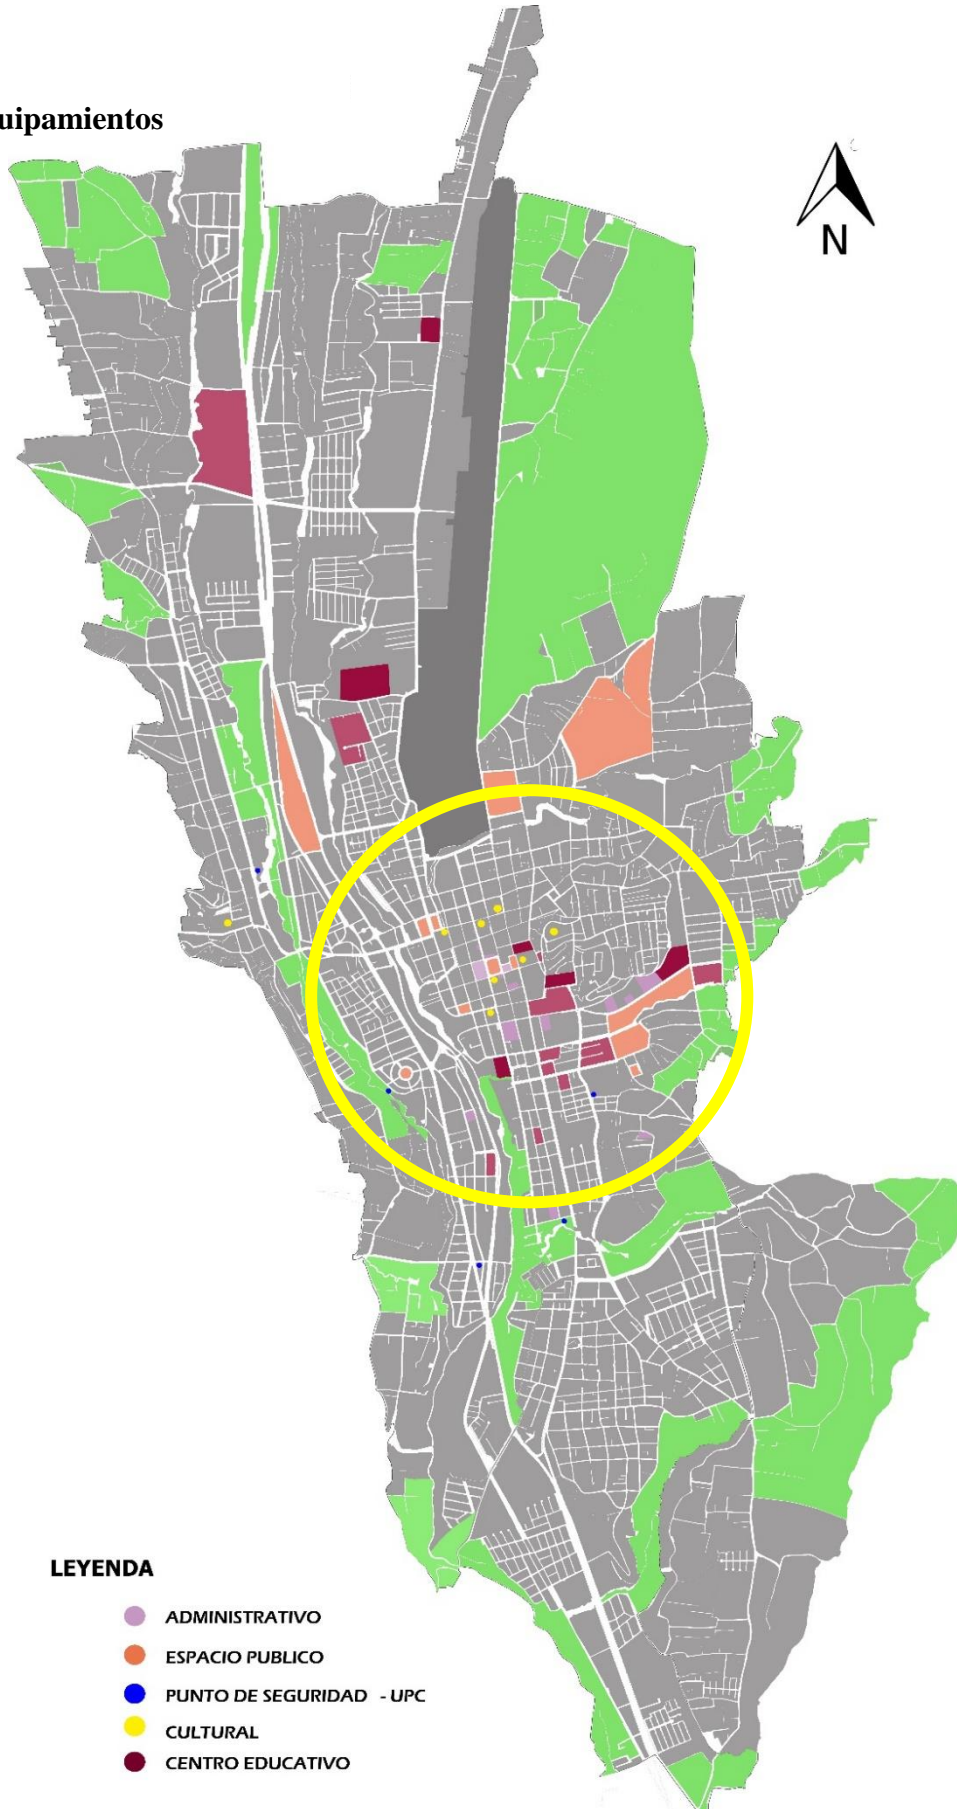 uipamientos
N
LEYENDA
ADMINISTRATIVO
ESPACIO PUBLICO
PUNTO DE SEGURIDAD - UPC
CULTURAL
CENTRO EDUCATIVO